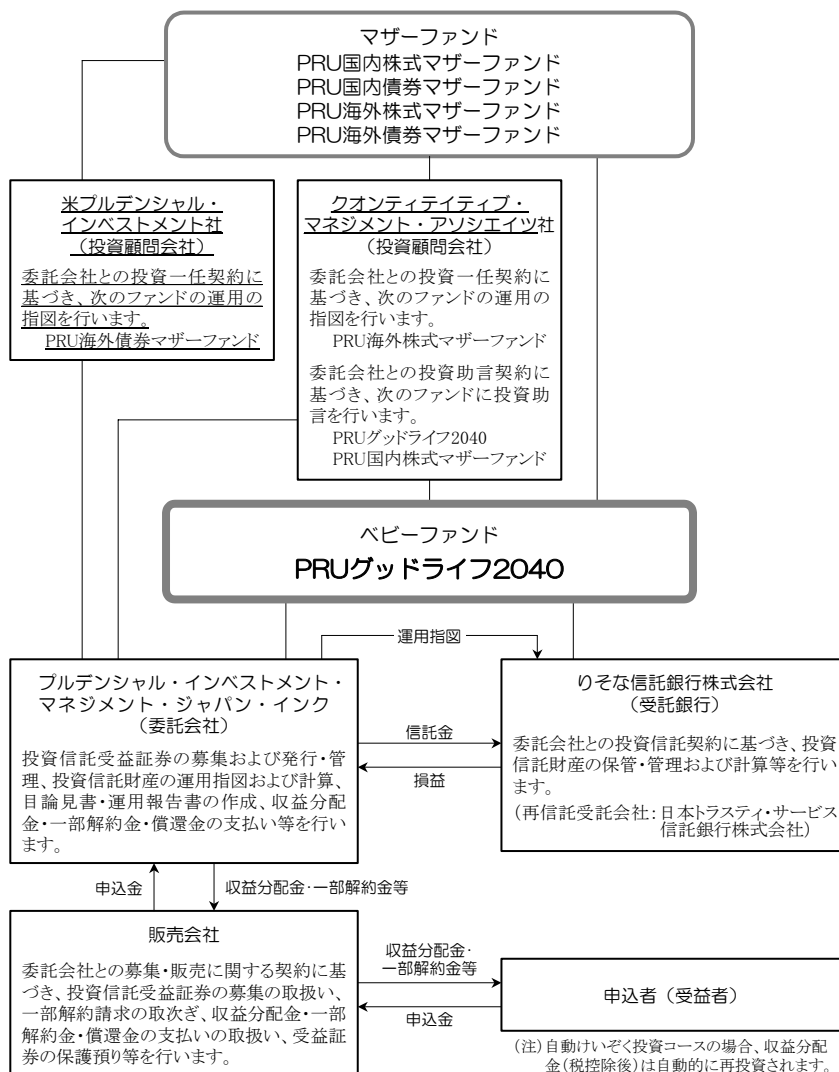 マザーファンド
PRU国内株式マザーファンド
PRU国内債券マザーファンド
PRU海外株式マザーファンド
PRU海外債券マザーファンド
米プルデンシャル・
インベストメント社
(投資顧問会社)
委託会社との投資一任契約に
基づき、次のファンドの運用の
指図を行います。
PRU海外債券マザーファンド
クオンティテイティブ・
マネジメント・アソシエイツ社
(投資顧問会社)
委託会社との投資一任契約に
基づき、次のファンドの運用の
指図を行います。
PRU海外株式マザーファンド
委託会社との投資助言契約に
基づき、次のファンドに投資助
言を行います。
PRUグッドライフ2040
PRU国内株式マザーファンド
ベビーファンド
PRUグッドライフ2040
運用指図
プルデンシャル・インベストメント・
マネジメント・ジャパン・インク
(委託会社)
投資信託受益証券の募集および発行・管
理、投資信託財産の運用指図および計算、
目論見書・運用報告書の作成、収益分配
金・一部解約金・償還金の支払い等を行い
ます。
信託金
損益
りそな信託銀行株式会社
(受託銀行)
委託会社との投資信託契約に基づき、投資
信託財産の保管・管理および計算等を行い
ます。
(再信託受託会社:日本トラスティ・サービス
信託銀行株式会社)
申込金
収益分配金・一部解約金等
販売会社
委託会社との募集・販売に関する契約に基
づき、投資信託受益証券の募集の取扱い、
一部解約請求の取次ぎ、収益分配金・一部
解約金・償還金の支払いの取扱い、受益証
券の保護預り等を行います。
収益分配金・
一部解約金等
申込金
申込者(受益者)
(注)自動けいぞく投資コースの場合、収益分配
金(税控除後)は自動的に再投資されます。